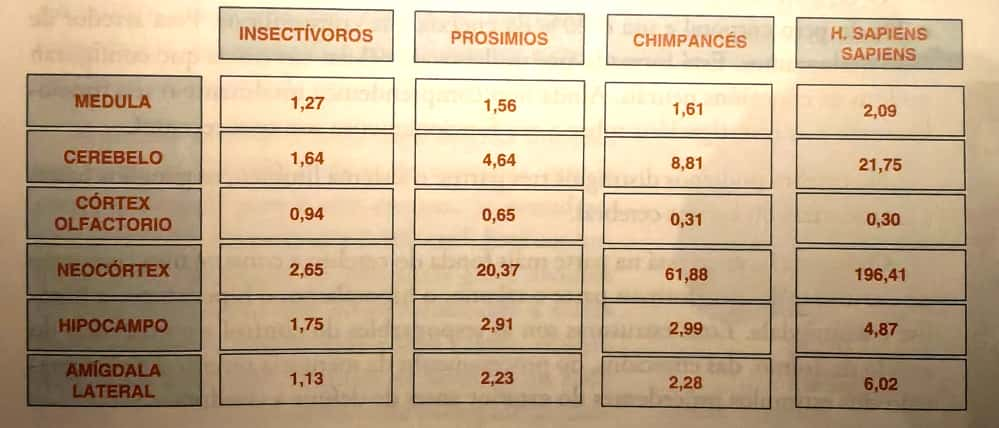 INSECTÍVOROS PROSIMIOS CHIMPANCÉS H. SAPIENS SAPIENS
MEDULA 1,27 1,56 1,61 2,09
CEREBELO 1,64 4,64 8,81 21,75
CÓRTEX OLFACTORIO 0,94 0,65 0,31 0,30
NEOCÓRTEX 2,65 20,37 61,88 196,41
HIPOCAMPO 1,75 2,91 2,99 4,87
AMÍGDALA LATERAL 1,13 2,23 2,28 6,02